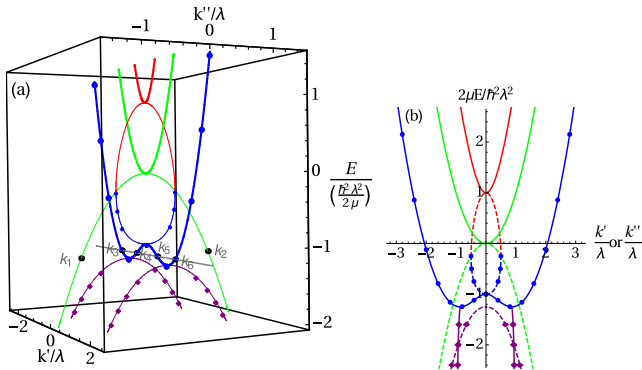 k''/λ
−1
0
1
(a)
1
0
−1
−2
E
(ħ²λ²/2μ)
k₁
k₂
k₃
k₄
k₅
k₆
−2
0
2
k'/λ
2μE/ħ²λ²
(b)
2
1
−1
−2
−3 −2 −1 1 2 3
k'/λ or k''/λ